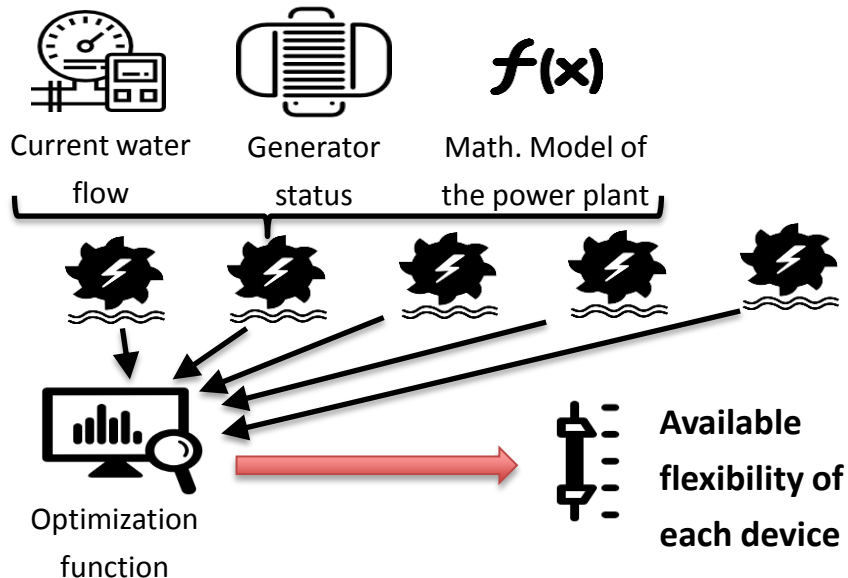 f(x)
Current water
flow
Generator
status
Math. Model of
the power plant
Available
flexibility of
each device
Optimization
function